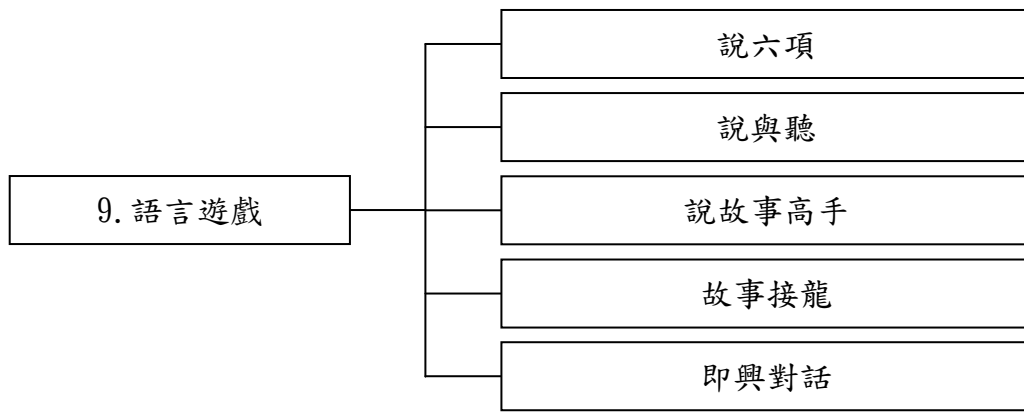 9.語言遊戲
說六項
說與聽
說故事高手
故事接龍
即興對話